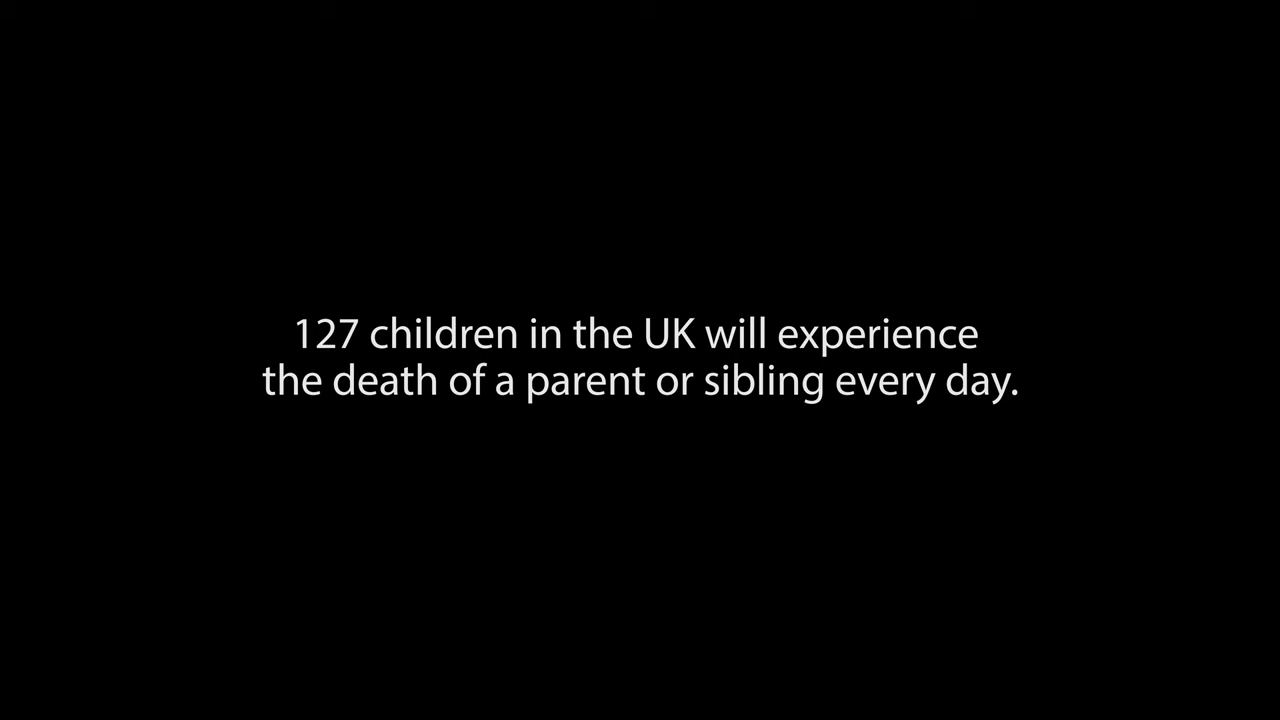 127 children in the UK will experience
the death of a parent or sibling every day.